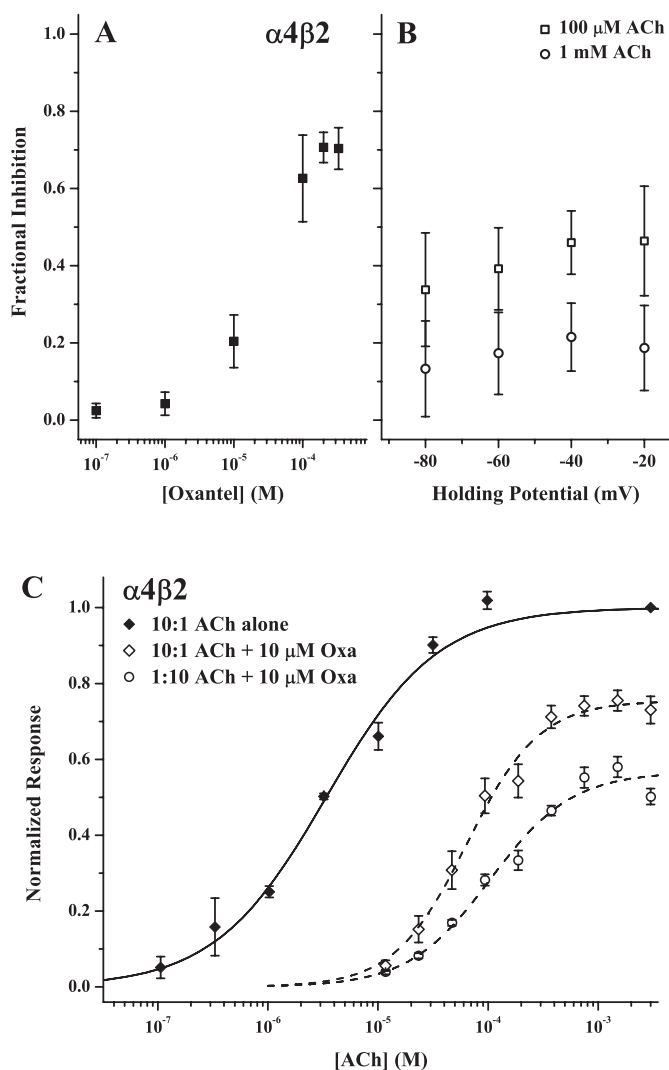 A
α4β2
B
100 μM ACh
1 mM ACh
Fractional Inhibition
1.0
0.8
0.6
0.4
0.2
0.0
10⁻⁷
10⁻⁶
10⁻⁵
10⁻⁴
-80
-60
-40
-20
[Oxantel] (M)
Holding Potential (mV)
C
α4β2
10:1 ACh alone
10:1 ACh + 10 μM Oxa
1:10 ACh + 10 μM Oxa
Normalized Response
1.0
0.8
0.6
0.4
0.2
0.0
10⁻⁷
10⁻⁶
10⁻⁵
10⁻⁴
10⁻³
[ACh] (M)